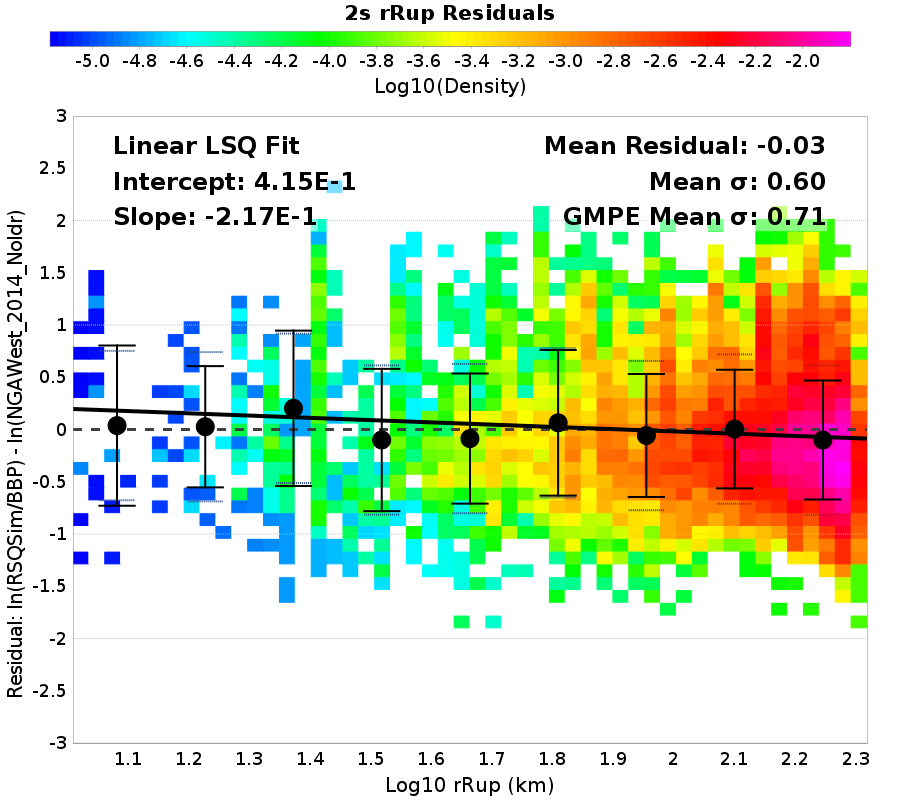 2s rRup Residuals
-5.0 -4.8 -4.6 -4.4 -4.2 -4.0 -3.8 -3.6 -3.4 -3.2 -3.0 -2.8 -2.6 -2.4 -2.2 -2.0
Log10(Density)
Linear LSQ Fit
Intercept: 4.15E-1
Slope: -2.17E-1
Mean Residual: -0.03
Mean σ: 0.60
GMPE Mean σ: 0.71
Residual: ln(RSQSim/BBP) - ln(NGAWest_2014_NoIdr)
3
2.5
2
1.5
1
0.5
0
-0.5
-1
-1.5
-2
-2.5
-3
1.1 1.2 1.3 1.4 1.5 1.6 1.7 1.8 1.9 2 2.1 2.2 2.3
Log10 rRup (km)